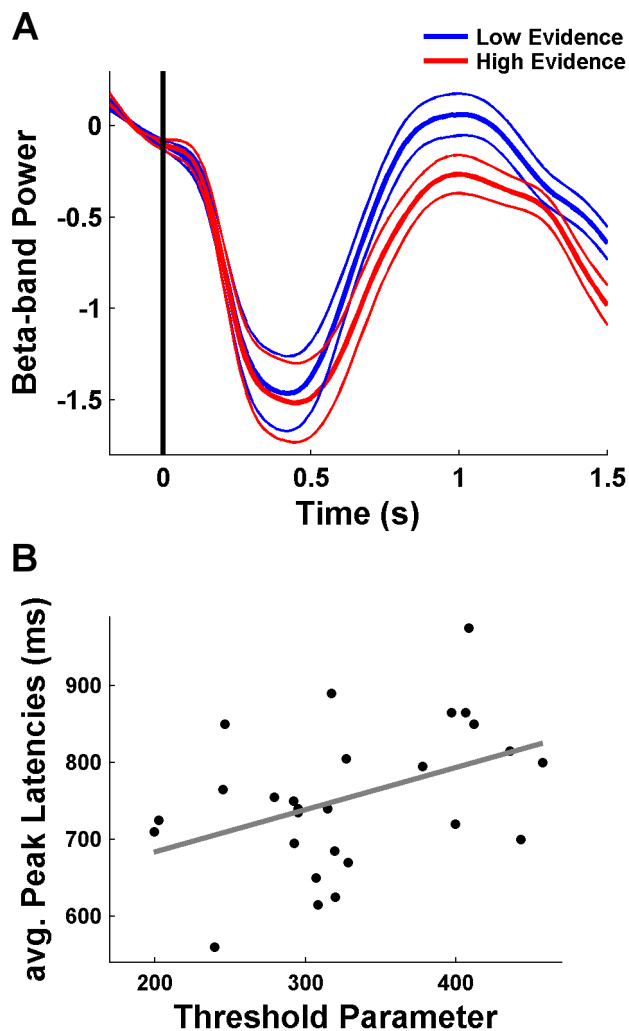 A
Low Evidence
High Evidence
Beta-band Power
0
-0.5
-1
-1.5
0 0.5 1 1.5
Time (s)
B
avg. Peak Latencies (ms)
900
800
700
600
200 300 400
Threshold Parameter